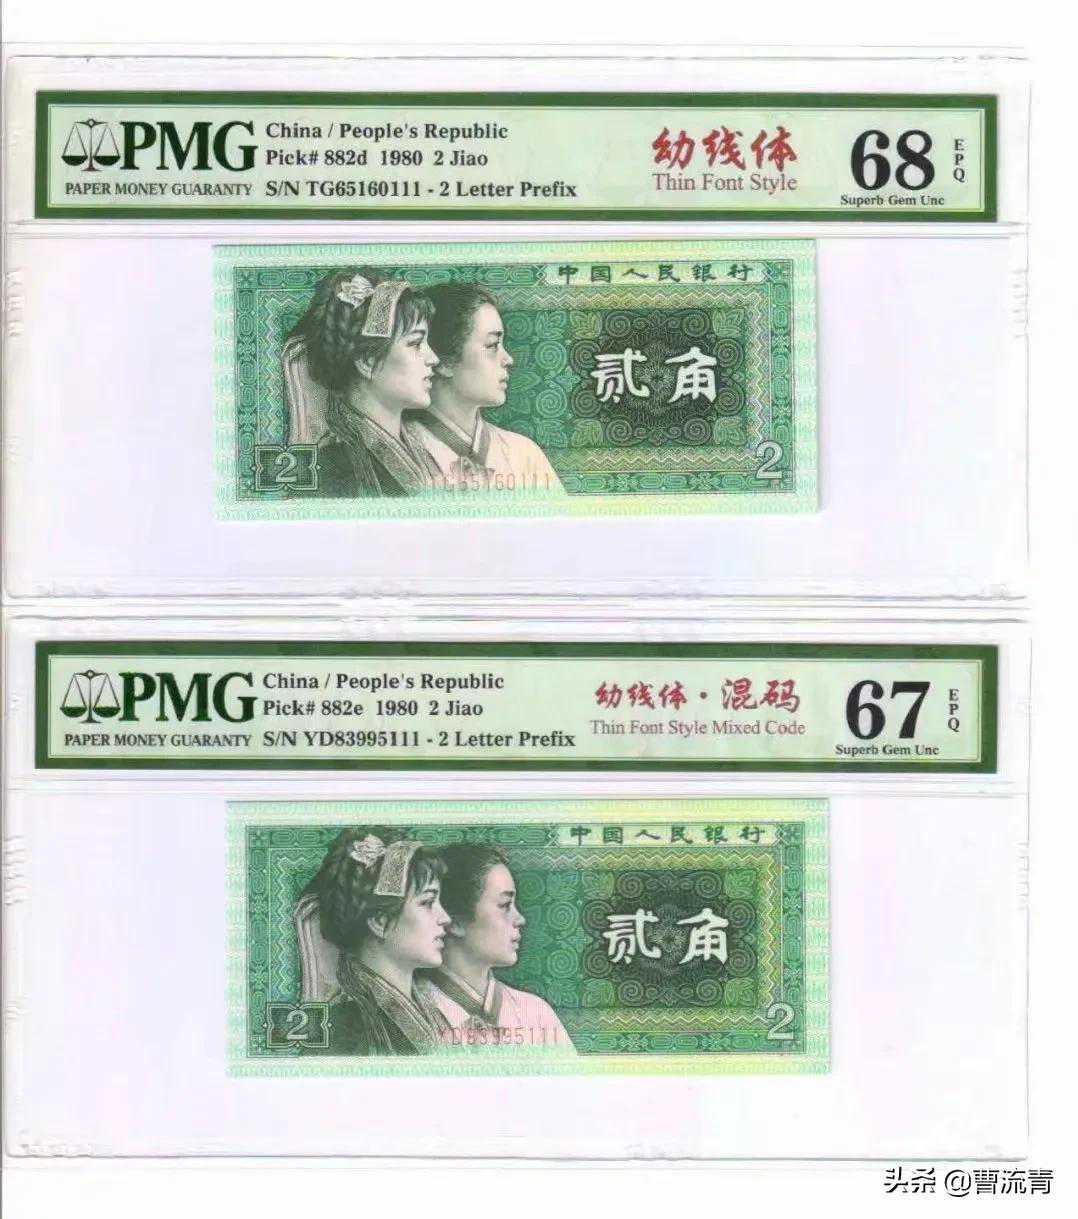 PMG
PAPER MONEY GUARANTY
China / People's Republic
Pick# 882d 1980 2 Jiao
S/N TG65160111 - 2 Letter Prefix
幼线体
Thin Font Style
68
EPQ
Superb Gem Unc
中国人民银行
贰角
2
2
TG65160111
PMG
PAPER MONEY GUARANTY
China / People's Republic
Pick# 882e 1980 2 Jiao
S/N YD83995111 - 2 Letter Prefix
幼线体·混码
Thin Font Style Mixed Code
67
EPQ
Superb Gem Unc
中国人民银行
贰角
2
2
YD83995111
头条 @曹流青